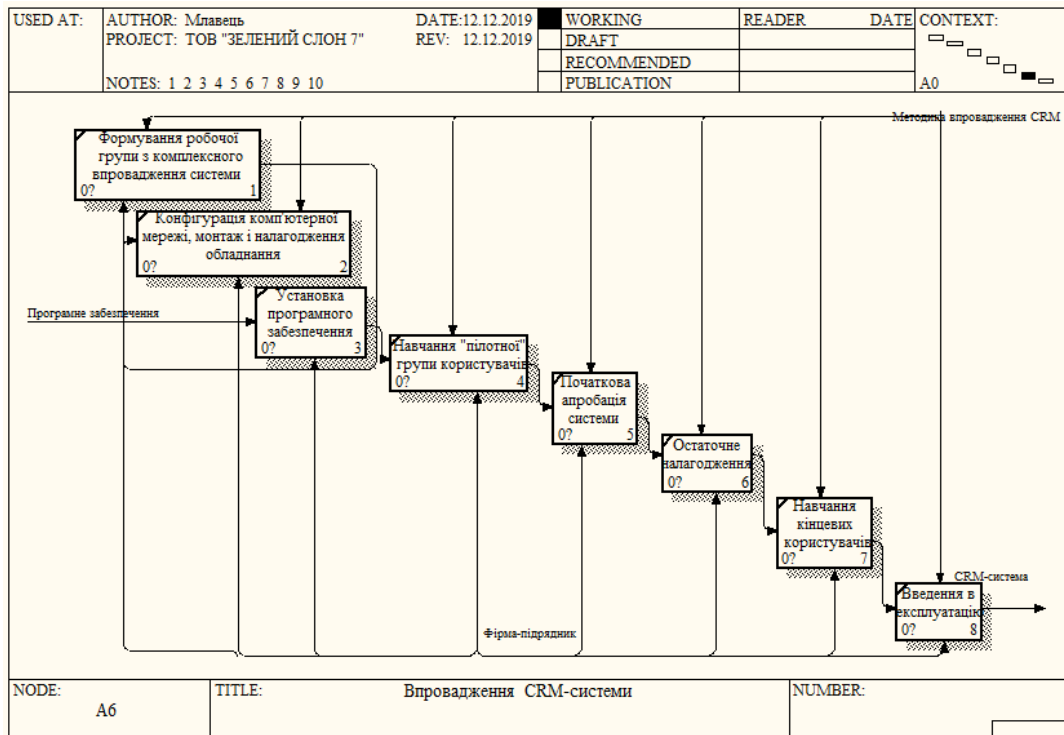 USED AT:
AUTHOR: Млавець
DATE:12.12.2019
WORKING
READER
DATE
CONTEXT:
PROJECT: ТОВ "ЗЕЛЕНИЙ СЛОН 7"
REV: 12.12.2019
DRAFT
RECOMMENDED
NOTES: 1 2 3 4 5 6 7 8 9 10
PUBLICATION
A0
Методика впровадження CRM
Формування робочої
групи з комплексного
впровадження системи
0?
1
Конфігурація комп'ютерної
мережі, монтаж і налагодження
обладнання
0?
2
Програмне забезпечення
Установка
програмного
забезпечення
0?
3
Навчання "пілотної"
групи користувачів
0?
4
Початкова
апробація
системи
0?
5
Остаточне
налагодження
0?
6
Навчання
кінцевих
користувачів
0?
7
CRM-система
Введення в
експлуатацію
0?
8
Фірма-підрядник
NODE:
TITLE:
Впровадження CRM-системи
NUMBER:
A6